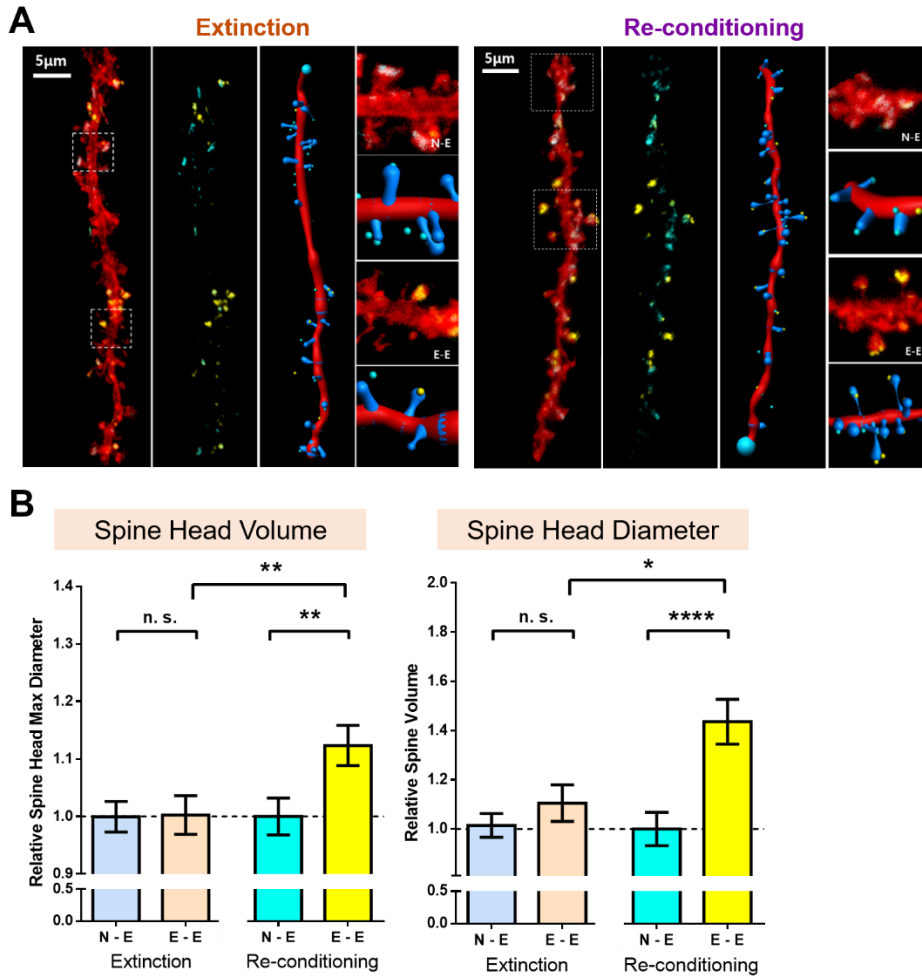 A
Extinction
Re-conditioning
5μm
N-E
E-E
5μm
N-E
E-E
B
Spine Head Volume
Relative Spine Head Max Diameter
1.4
1.3
1.2
1.1
1.0
0.9
0.5
0.0
n. s.
**
**
N - E
E - E
N - E
E - E
Extinction
Re-conditioning
Spine Head Diameter
Relative Spine Volume
2.0
1.8
1.6
1.4
1.2
1.0
0.5
0.0
n. s.
*
****
N - E
E - E
N - E
E - E
Extinction
Re-conditioning